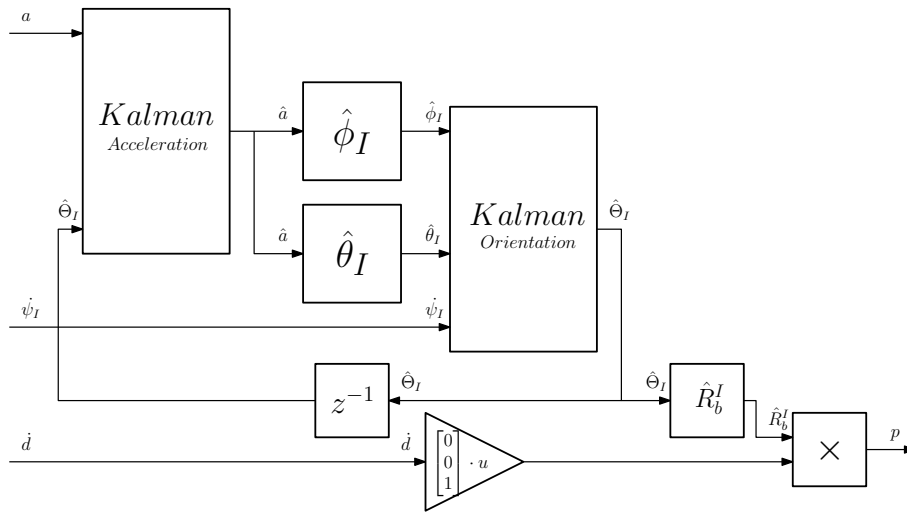 a
Kalman
Acceleration
â
ϕ̂_I
ϕ̂_I
Θ̂_I
â
θ̂_I
θ̂_I
Kalman
Orientation
Θ̂_I
ψ̇_I
ψ̇_I
z⁻¹
Θ̂_I
Θ̂_I
R̂_b^I
R̂_b^I
ḋ
ḋ
[0
0
1] · u
×
p